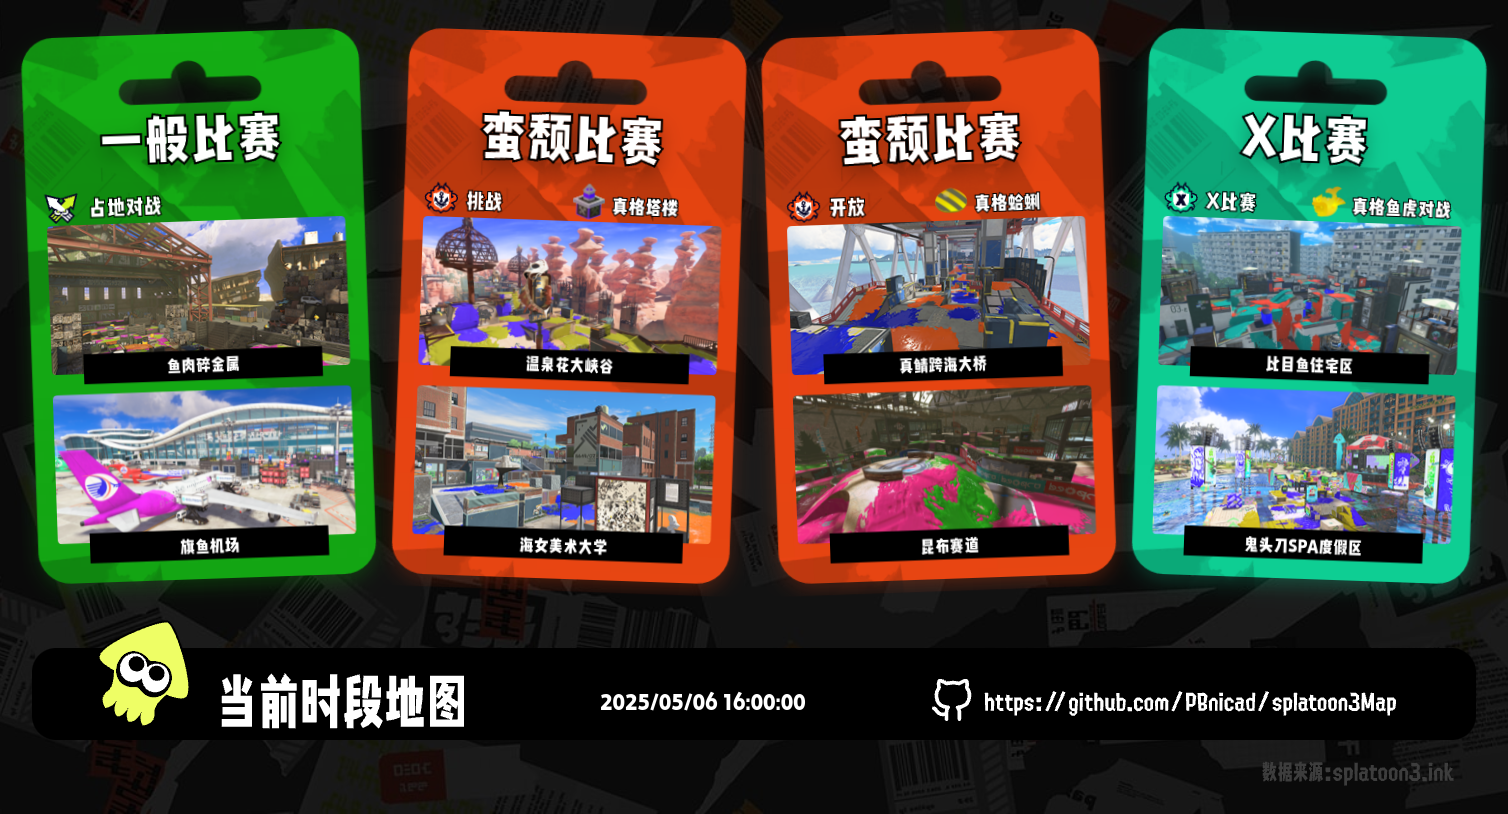 一般比赛
占地对战
鱼肉碎金属
旗鱼机场
蛮颓比赛
挑战
真格塔楼
温泉花大峡谷
海女美术大学
蛮颓比赛
开放
真格蛤蜊
真鲭跨海大桥
昆布赛道
X比赛
X比赛
真格鱼虎对战
比目鱼住宅区
鬼头刀SPA度假区
当前时段地图
2025/05/06 16:00:00
https://github.com/PBnicad/splatoon3Map
数据来源:splatoon3.ink